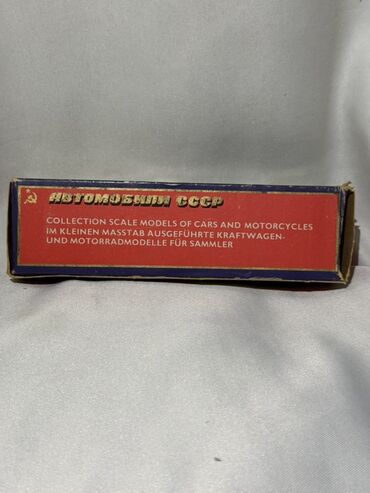 АВТОМОБИЛИ СССР
COLLECTION SCALE MODELS OF CARS AND MOTORCYCLES
IM KLEINEN MASSTAB AUSGEFÜHRTE KRAFTWAGEN-
UND MOTORRADMODELLE FÜR SAMMLER